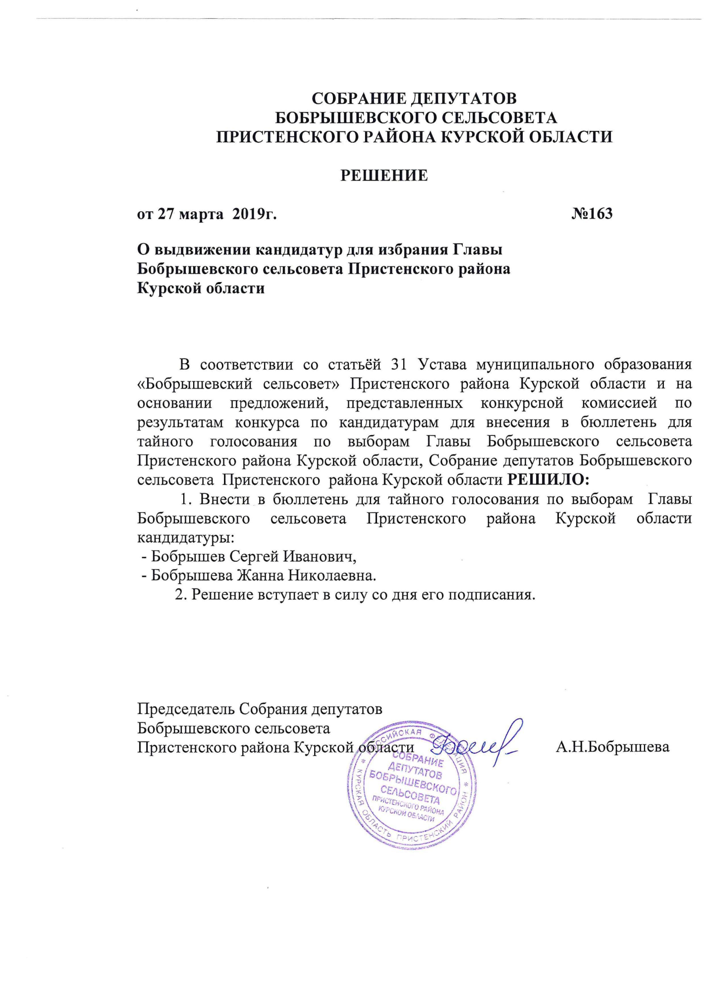 СОБРАНИЕ ДЕПУТАТОВ
БОБРЫШЕВСКОГО СЕЛЬСОВЕТА
ПРИСТЕНСКОГО РАЙОНА КУРСКОЙ ОБЛАСТИ
РЕШЕНИЕ
от 27 марта 2019г. №163
О выдвижении кандидатур для избрания Главы
Бобрышевского сельсовета Пристенского района
Курской области
В соответствии со статьёй 31 Устава муниципального образования
«Бобрышевский сельсовет» Пристенского района Курской области и на
основании предложений, представленных конкурсной комиссией по
результатам конкурса по кандидатурам для внесения в бюллетень для
тайного голосования по выборам Главы Бобрышевского сельсовета
Пристенского района Курской области, Собрание депутатов Бобрышевского
сельсовета Пристенского района Курской области РЕШИЛО:
1. Внести в бюллетень для тайного голосования по выборам Главы
Бобрышевского сельсовета Пристенского района Курской области
кандидатуры:
- Бобрышев Сергей Иванович,
- Бобрышева Жанна Николаевна.
2. Решение вступает в силу со дня его подписания.
Председатель Собрания депутатов
Бобрышевского сельсовета
Пристенского района Курской области А.Н.Бобрышева
* РОССИЙСКАЯ ФЕДЕРАЦИЯ *
КУРСКАЯ ОБЛАСТЬ ПРИСТЕНСКИЙ РАЙОН
СОБРАНИЕ
ДЕПУТАТОВ
БОБРЫШЕВСКОГО
СЕЛЬСОВЕТА
ПРИСТЕНСКОГО РАЙОНА
КУРСКОЙ ОБЛАСТИ